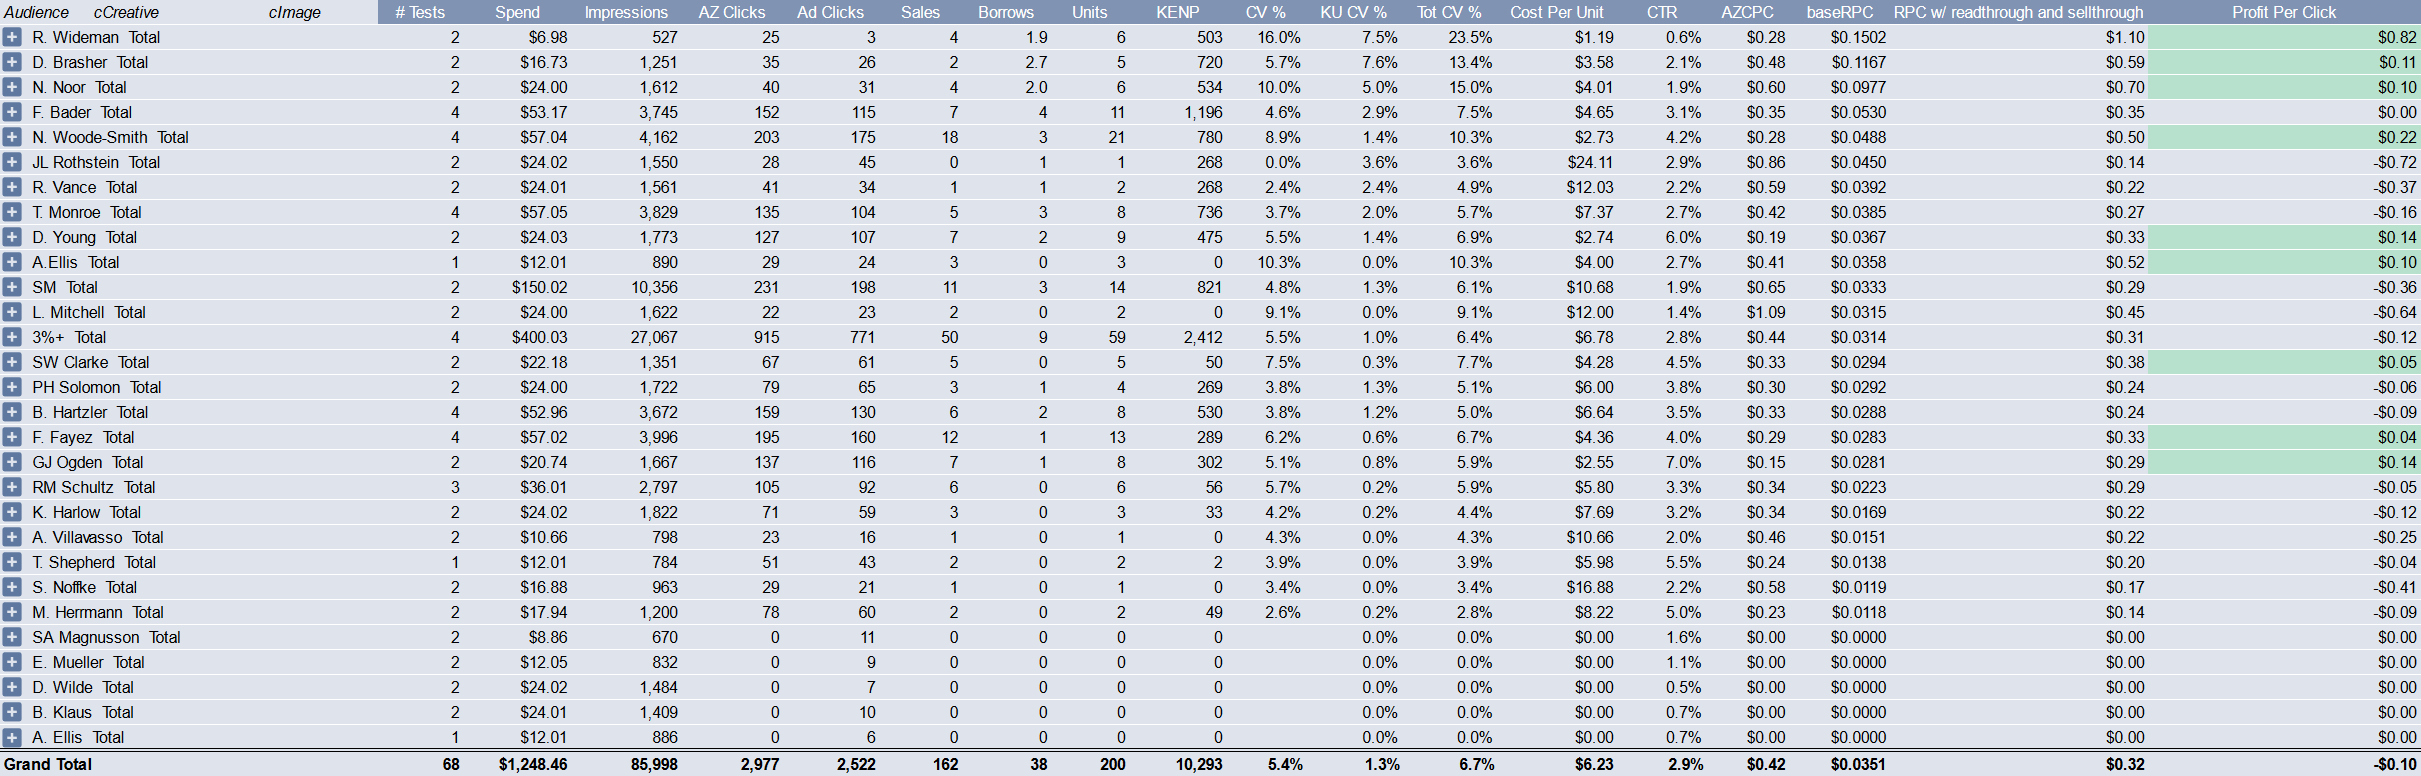 Audience cCreative cImage # Tests Spend Impressions AZ Clicks Ad Clicks Sales Borrows Units KENP CV % KU CV % Tot CV % Cost Per Unit CTR AZCPC baseRPC RPC w/ readthrough and sellthrough Profit Per Click
R. Wideman Total 2 $6.98 527 25 3 4 1.9 6 503 16.0% 7.5% 23.5% $1.19 0.6% $0.28 $0.1502 $1.10 $0.82
D. Brasher Total 2 $16.73 1,251 35 26 2 2.7 5 720 5.7% 7.6% 13.4% $3.58 2.1% $0.48 $0.1167 $0.59 $0.11
N. Noor Total 2 $24.00 1,612 40 31 4 2.0 6 534 10.0% 5.0% 15.0% $4.01 1.9% $0.60 $0.0977 $0.70 $0.10
F. Bader Total 4 $53.17 3,745 152 115 7 4 11 1,196 4.6% 2.9% 7.5% $4.65 3.1% $0.35 $0.0530 $0.35 $0.00
N. Woode-Smith Total 4 $57.04 4,162 203 175 18 3 21 780 8.9% 1.4% 10.3% $2.73 4.2% $0.28 $0.0488 $0.50 $0.22
JL Rothstein Total 2 $24.02 1,550 28 45 0 1 1 268 0.0% 3.6% 3.6% $24.11 2.9% $0.86 $0.0450 $0.14 -$0.72
R. Vance Total 2 $24.01 1,561 41 34 1 1 2 268 2.4% 2.4% 4.9% $12.03 2.2% $0.59 $0.0392 $0.22 -$0.37
T. Monroe Total 4 $57.05 3,829 135 104 5 3 8 736 3.7% 2.0% 5.7% $7.37 2.7% $0.42 $0.0385 $0.27 -$0.16
D. Young Total 2 $24.03 1,773 127 107 7 2 9 475 5.5% 1.4% 6.9% $2.74 6.0% $0.19 $0.0367 $0.33 $0.14
A.Ellis Total 1 $12.01 890 29 24 3 0 3 0 10.3% 0.0% 10.3% $4.00 2.7% $0.41 $0.0358 $0.52 $0.10
SM Total 2 $150.02 10,356 231 198 11 3 14 821 4.8% 1.3% 6.1% $10.68 1.9% $0.65 $0.0333 $0.29 -$0.36
L. Mitchell Total 2 $24.00 1,622 22 23 2 0 2 0 9.1% 0.0% 9.1% $12.00 1.4% $1.09 $0.0315 $0.45 -$0.64
3%+ Total 4 $400.03 27,067 915 771 50 9 59 2,412 5.5% 1.0% 6.4% $6.78 2.8% $0.44 $0.0314 $0.31 -$0.12
SW Clarke Total 2 $22.18 1,351 67 61 5 0 5 50 7.5% 0.3% 7.7% $4.28 4.5% $0.33 $0.0294 $0.38 $0.05
PH Solomon Total 2 $24.00 1,722 79 65 3 1 4 269 3.8% 1.3% 5.1% $6.00 3.8% $0.30 $0.0292 $0.24 -$0.06
B. Hartzler Total 4 $52.96 3,672 159 130 6 2 8 530 3.8% 1.2% 5.0% $6.64 3.5% $0.33 $0.0288 $0.24 -$0.09
F. Fayez Total 4 $57.02 3,996 195 160 12 1 13 289 6.2% 0.6% 6.7% $4.36 4.0% $0.29 $0.0283 $0.33 $0.04
GJ Ogden Total 2 $20.74 1,667 137 116 7 1 8 302 5.1% 0.8% 5.9% $2.55 7.0% $0.15 $0.0281 $0.29 $0.14
RM Schultz Total 3 $36.01 2,797 105 92 6 0 6 56 5.7% 0.2% 5.9% $5.80 3.3% $0.34 $0.0223 $0.29 -$0.05
K. Harlow Total 2 $24.02 1,822 71 59 3 0 3 33 4.2% 0.2% 4.4% $7.69 3.2% $0.34 $0.0169 $0.22 -$0.12
A. Villavasso Total 2 $10.66 798 23 16 1 0 1 0 4.3% 0.0% 4.3% $10.66 2.0% $0.46 $0.0151 $0.22 -$0.25
T. Shepherd Total 1 $12.01 784 51 43 2 0 2 2 3.9% 0.0% 3.9% $5.98 5.5% $0.24 $0.0138 $0.20 -$0.04
S. Noffke Total 2 $16.88 963 29 21 1 0 1 0 3.4% 0.0% 3.4% $16.88 2.2% $0.58 $0.0119 $0.17 -$0.41
M. Herrmann Total 2 $17.94 1,200 78 60 2 0 2 49 2.6% 0.2% 2.8% $8.22 5.0% $0.23 $0.0118 $0.14 -$0.09
SA Magnusson Total 2 $8.86 670 0 11 0 0 0 0 0.0% 0.0% $0.00 1.6% $0.00 $0.0000 $0.00 $0.00
E. Mueller Total 2 $12.05 832 0 9 0 0 0 0 0.0% 0.0% $0.00 1.1% $0.00 $0.0000 $0.00 $0.00
D. Wilde Total 2 $24.02 1,484 0 7 0 0 0 0 0.0% 0.0% $0.00 0.5% $0.00 $0.0000 $0.00 $0.00
B. Klaus Total 2 $24.01 1,409 0 10 0 0 0 0 0.0% 0.0% $0.00 0.7% $0.00 $0.0000 $0.00 $0.00
A. Ellis Total 1 $12.01 886 0 6 0 0 0 0 0.0% 0.0% $0.00 0.7% $0.00 $0.0000 $0.00 $0.00
Grand Total 68 $1,248.46 85,998 2,977 2,522 162 38 200 10,293 5.4% 1.3% 6.7% $6.23 2.9% $0.42 $0.0351 $0.32 -$0.10